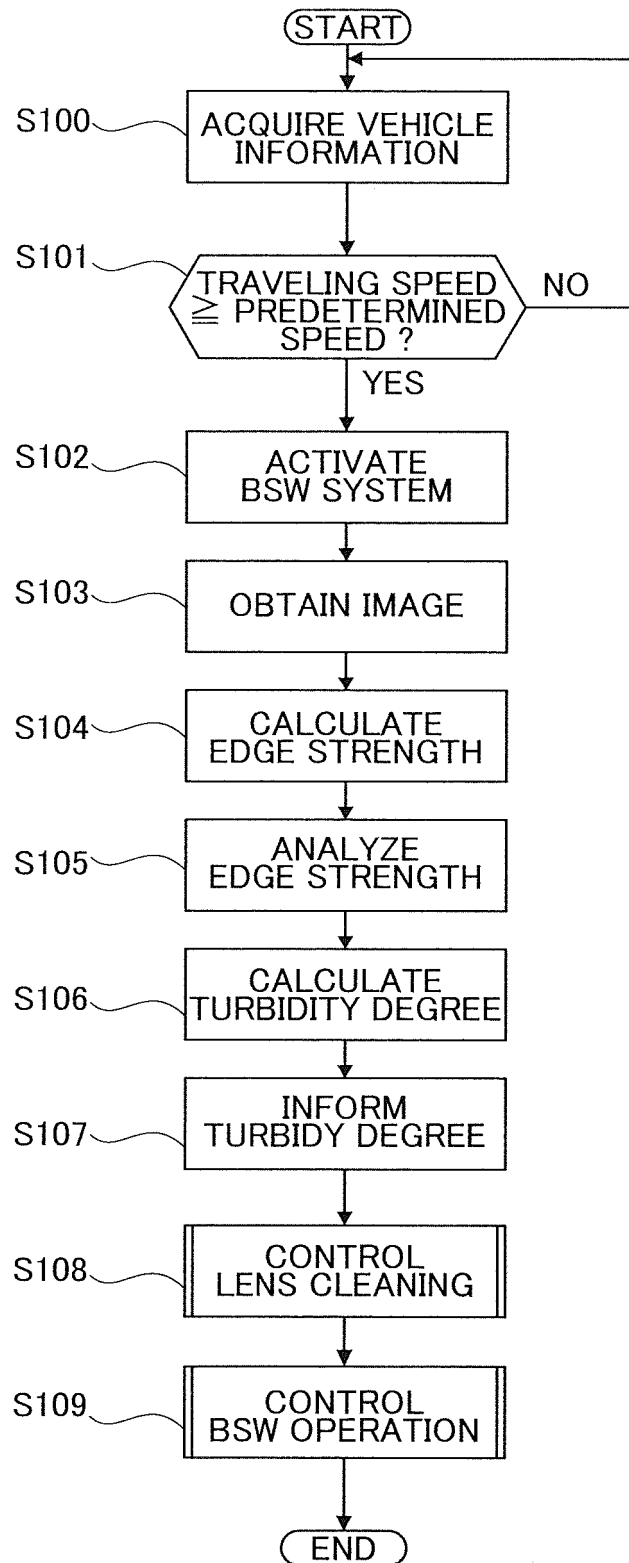 START
S100
ACQUIRE VEHICLE
INFORMATION
S101
TRAVELING SPEED
≧ PREDETERMINED
SPEED ?
NO
YES
S102
ACTIVATE
BSW SYSTEM
S103
OBTAIN IMAGE
S104
CALCULATE
EDGE STRENGTH
S105
ANALYZE
EDGE STRENGTH
S106
CALCULATE
TURBIDITY DEGREE
S107
INFORM
TURBIDY DEGREE
S108
CONTROL
LENS CLEANING
S109
CONTROL
BSW OPERATION
END